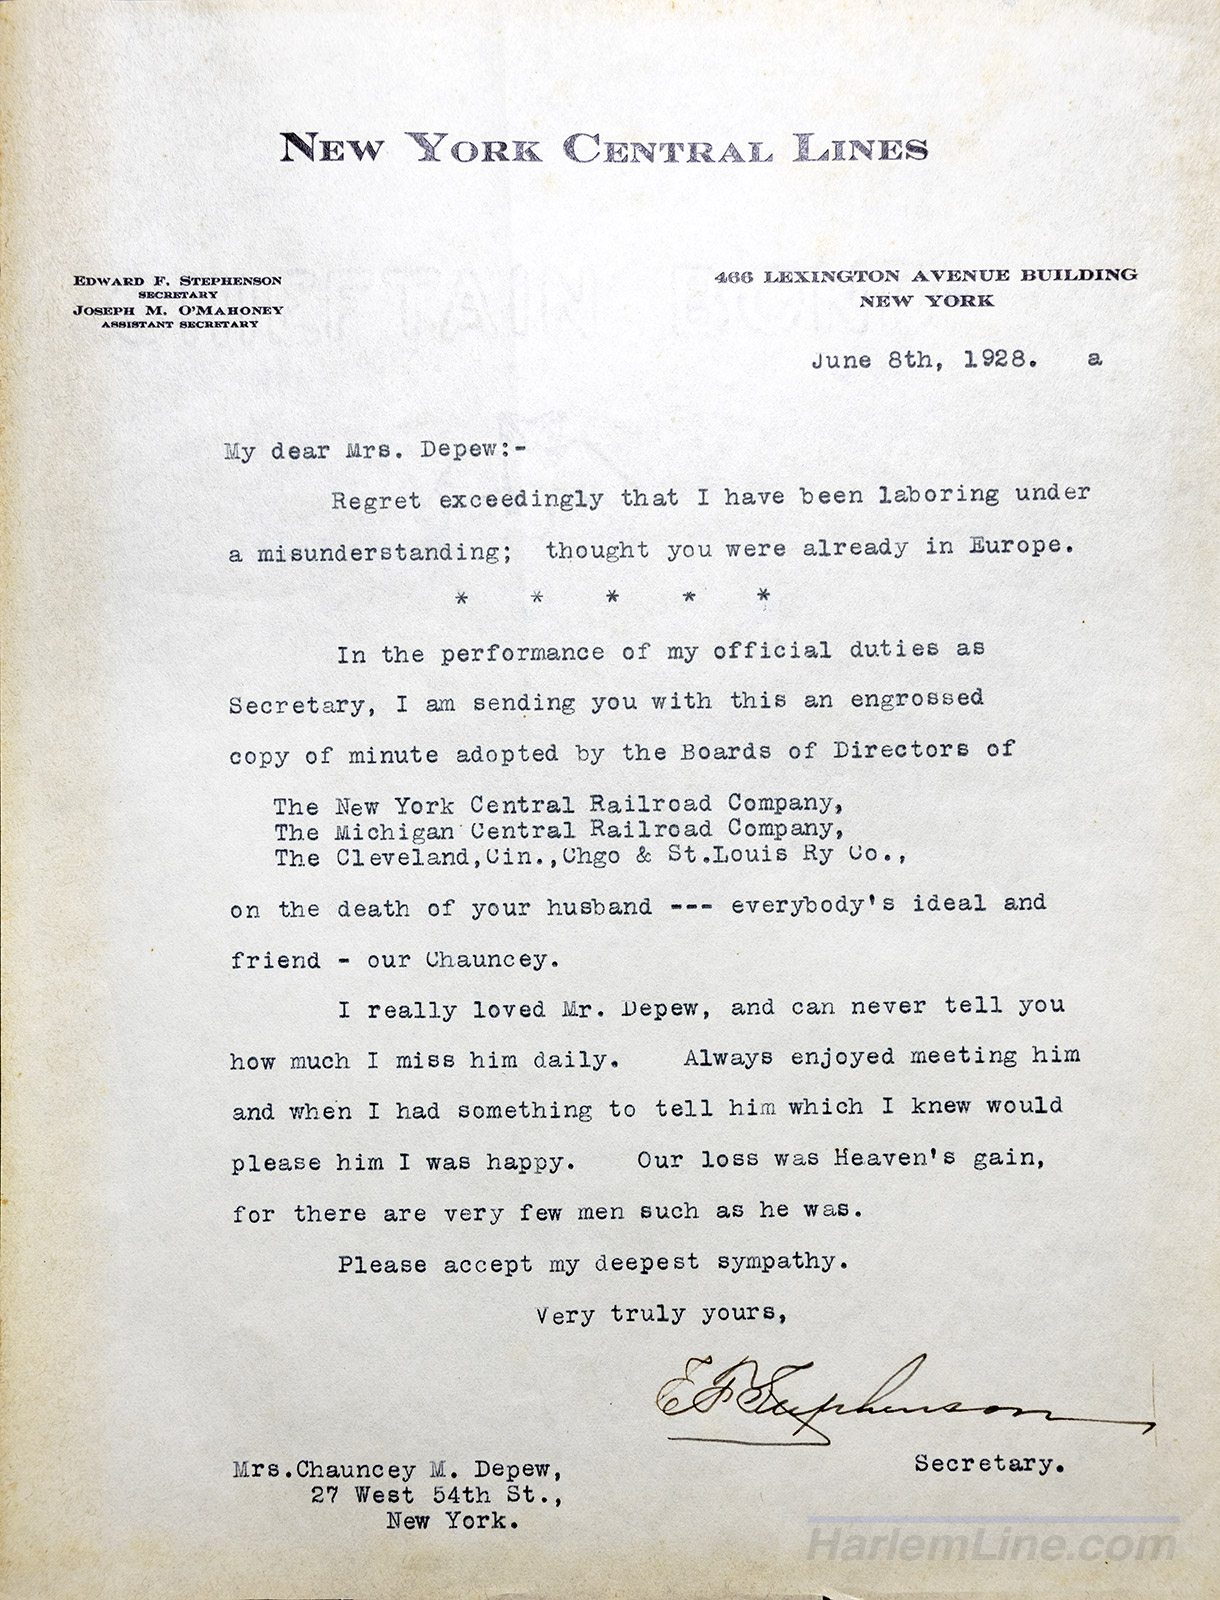 NEW YORK CENTRAL LINES
EDWARD F. STEPHENSON
SECRETARY
JOSEPH M. O'MAHONEY
ASSISTANT SECRETARY
466 LEXINGTON AVENUE BUILDING
NEW YORK
June 8th, 1928. a
My dear Mrs. Depew:-
Regret exceedingly that I have been laboring under
a misunderstanding; thought you were already in Europe.
* * * * *
In the performance of my official duties as
Secretary, I am sending you with this an engrossed
copy of minute adopted by the Boards of Directors of
The New York Central Railroad Company,
The Michigan Central Railroad Company,
The Cleveland,Cin.,Chgo & St.Louis Ry Co.,
on the death of your husband --- everybody's ideal and
friend - our Chauncey.
I really loved Mr. Depew, and can never tell you
how much I miss him daily. Always enjoyed meeting him
and when I had something to tell him which I knew would
please him I was happy. Our loss was Heaven's gain,
for there are very few men such as he was.
Please accept my deepest sympathy.
Very truly yours,
E F Stephenson
Secretary.
Mrs.Chauncey M. Depew,
27 West 54th St.,
New York.
HarlemLine.com